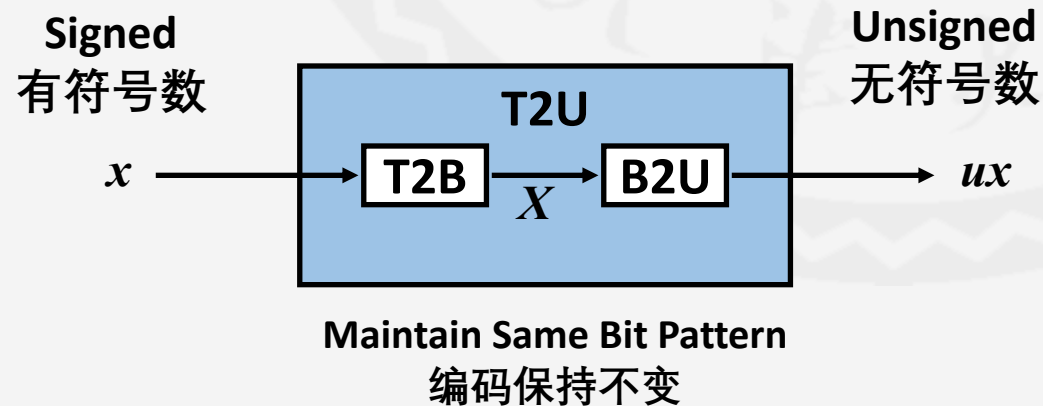 Signed
有符号数
Unsigned
无符号数
T2U
x
T2B
X
B2U
ux
Maintain Same Bit Pattern
编码保持不变